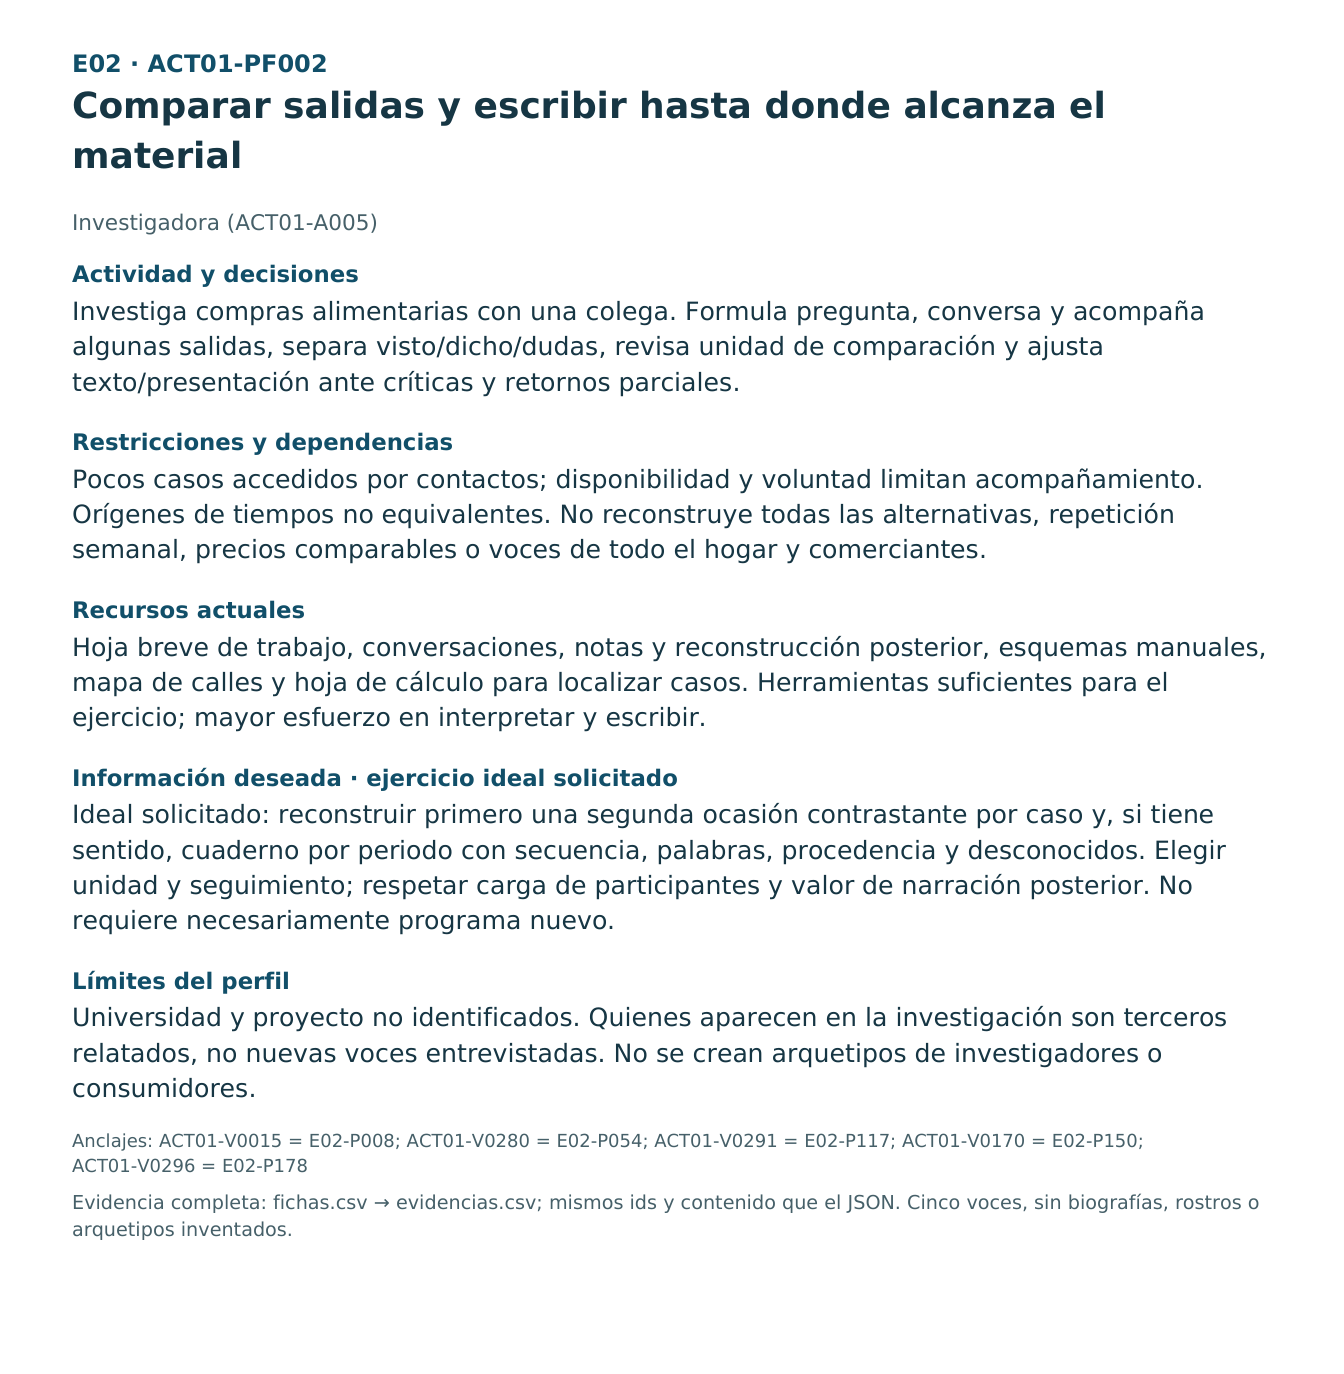 E02 · ACT01-PF002
Comparar salidas y escribir hasta donde alcanza el
material
Investigadora (ACT01-A005)
Actividad y decisiones
Investiga compras alimentarias con una colega. Formula pregunta, conversa y acompaña
algunas salidas, separa visto/dicho/dudas, revisa unidad de comparación y ajusta
texto/presentación ante críticas y retornos parciales.
Restricciones y dependencias
Pocos casos accedidos por contactos; disponibilidad y voluntad limitan acompañamiento.
Orígenes de tiempos no equivalentes. No reconstruye todas las alternativas, repetición
semanal, precios comparables o voces de todo el hogar y comerciantes.
Recursos actuales
Hoja breve de trabajo, conversaciones, notas y reconstrucción posterior, esquemas manuales,
mapa de calles y hoja de cálculo para localizar casos. Herramientas suficientes para el
ejercicio; mayor esfuerzo en interpretar y escribir.
Información deseada · ejercicio ideal solicitado
Ideal solicitado: reconstruir primero una segunda ocasión contrastante por caso y, si tiene
sentido, cuaderno por periodo con secuencia, palabras, procedencia y desconocidos. Elegir
unidad y seguimiento; respetar carga de participantes y valor de narración posterior. No
requiere necesariamente programa nuevo.
Límites del perfil
Universidad y proyecto no identificados. Quienes aparecen en la investigación son terceros
relatados, no nuevas voces entrevistadas. No se crean arquetipos de investigadores o
consumidores.
Anclajes: ACT01-V0015 = E02-P008; ACT01-V0280 = E02-P054; ACT01-V0291 = E02-P117; ACT01-V0170 = E02-P150;
ACT01-V0296 = E02-P178
Evidencia completa: fichas.csv → evidencias.csv; mismos ids y contenido que el JSON. Cinco voces, sin biografías, rostros o
arquetipos inventados.